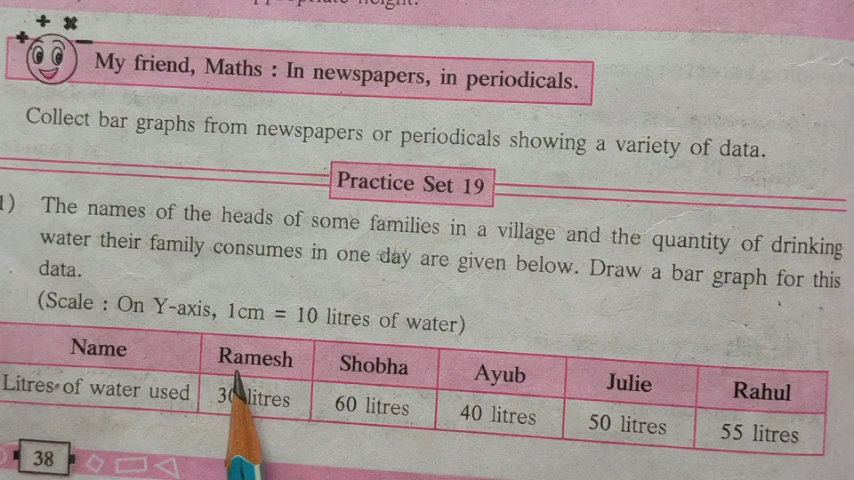 My friend, Maths : In newspapers, in periodicals.
Collect bar graphs from newspapers or periodicals showing a variety of data.
Practice Set 19
1) The names of the heads of some families in a village and the quantity of drinking
water their family consumes in one day are given below. Draw a bar graph for this
data.
(Scale : On Y-axis, 1cm = 10 litres of water)
Name Ramesh Shobha Ayub Julie Rahul
Litres of water used 30 litres 60 litres 40 litres 50 litres 55 litres
38